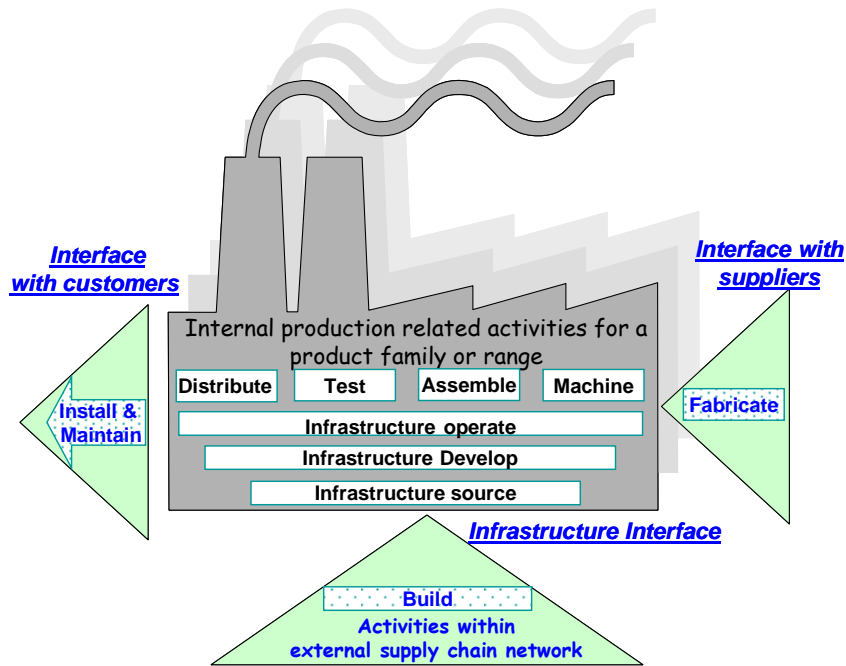 Interface
with customers
Interface with
suppliers
Internal production related activities for a
product family or range
Distribute
Test
Assemble
Machine
Install &
Maintain
Fabricate
Infrastructure operate
Infrastructure Develop
Infrastructure source
Infrastructure Interface
Build
Activities within
external supply chain network